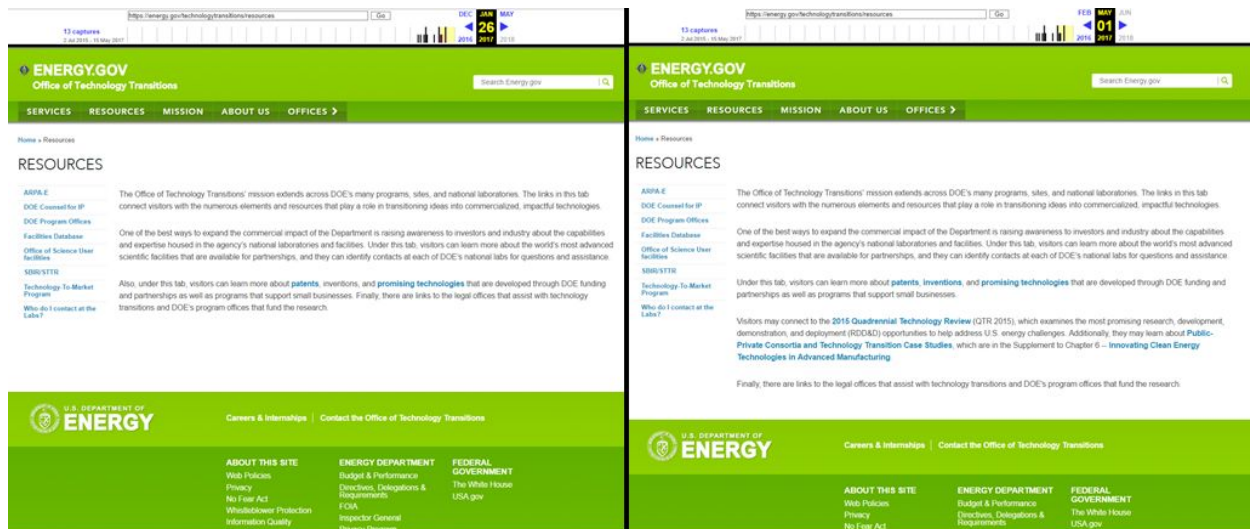 https://energy.gov/technologytransitions/resources Go DEC JAN MAY
13 captures 26
2 Jul 2015 - 15 May 2017 2016 2017 2018
ENERGY.GOV
Office of Technology Transitions
Search Energy.gov
SERVICES RESOURCES MISSION ABOUT US OFFICES
Home » Resources
RESOURCES
ARPA-E
DOE Counsel for IP
DOE Program Offices
Facilities Database
Office of Science User
facilities
SBIR/STTR
Technology-To-Market
Program
Who do I contact at the
Labs?
The Office of Technology Transitions' mission extends across DOE's many programs, sites, and national laboratories. The links in this tab
connect visitors with the numerous elements and resources that play a role in transitioning ideas into commercialized, impactful technologies.
One of the best ways to expand the commercial impact of the Department is raising awareness to investors and industry about the capabilities
and expertise housed in the agency's national laboratories and facilities. Under this tab, visitors can learn more about the world's most advanced
scientific facilities that are available for partnerships, and they can identify contacts at each of DOE's national labs for questions and assistance.
Also, under this tab, visitors can learn more about patents, inventions, and promising technologies that are developed through DOE funding
and partnerships as well as programs that support small businesses. Finally, there are links to the legal offices that assist with technology
transitions and DOE's program offices that fund the research.
U.S. DEPARTMENT OF
ENERGY
Careers & Internships | Contact the Office of Technology Transitions
ABOUT THIS SITE
Web Policies
Privacy
No Fear Act
Whistleblower Protection
Information Quality
ENERGY DEPARTMENT
Budget & Performance
Directives, Delegations &
Requirements
FOIA
Inspector General
Privacy Program
FEDERAL
GOVERNMENT
The White House
USA.gov
https://energy.gov/technologytransitions/resources Go FEB MAY JUN
13 captures 01
2 Jul 2015 - 15 May 2017 2016 2017 2018
ENERGY.GOV
Office of Technology Transitions
Search Energy.gov
SERVICES RESOURCES MISSION ABOUT US OFFICES
Home » Resources
RESOURCES
ARPA-E
DOE Counsel for IP
DOE Program Offices
Facilities Database
Office of Science User
facilities
SBIR/STTR
Technology-To-Market
Program
Who do I contact at the
Labs?
The Office of Technology Transitions' mission extends across DOE's many programs, sites, and national laboratories. The links in this tab
connect visitors with the numerous elements and resources that play a role in transitioning ideas into commercialized, impactful technologies.
One of the best ways to expand the commercial impact of the Department is raising awareness to investors and industry about the capabilities
and expertise housed in the agency's national laboratories and facilities. Under this tab, visitors can learn more about the world's most advanced
scientific facilities that are available for partnerships, and they can identify contacts at each of DOE's national labs for questions and assistance.
Under this tab, visitors can learn more about patents, inventions, and promising technologies that are developed through DOE funding and
partnerships as well as programs that support small businesses.
Visitors may connect to the 2015 Quadrennial Technology Review (QTR 2015), which examines the most promising research, development,
demonstration, and deployment (RDD&D) opportunities to help address U.S. energy challenges. Additionally, they may learn about Public-
Private Consortia and Technology Transition Case Studies, which are in the Supplement to Chapter 6 – Innovating Clean Energy
Technologies in Advanced Manufacturing
Finally, there are links to the legal offices that assist with technology transitions and DOE's program offices that fund the research.
U.S. DEPARTMENT OF
ENERGY
Careers & Internships | Contact the Office of Technology Transitions
ABOUT THIS SITE
Web Policies
Privacy
No Fear Act
ENERGY DEPARTMENT
Budget & Performance
Directives, Delegations &
Requirements
FEDERAL
GOVERNMENT
The White House
USA.gov